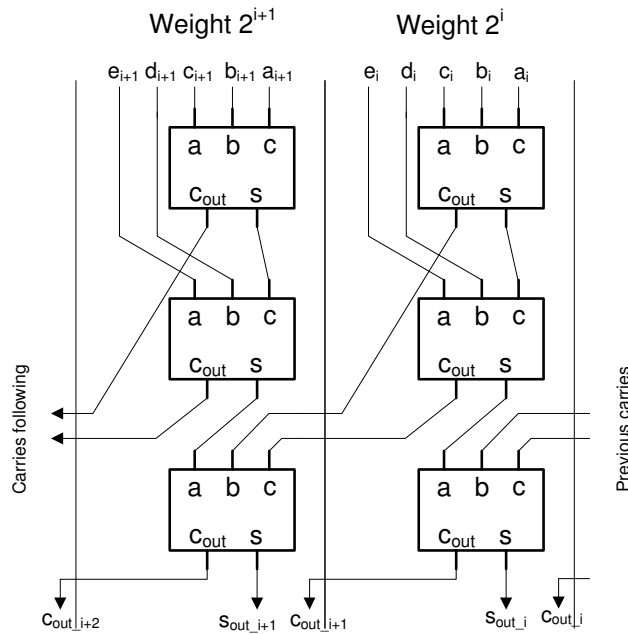 Weight 2^{i+1} Weight 2^{i}
e_{i+1} d_{i+1} c_{i+1} b_{i+1} a_{i+1} e_{i} d_{i} c_{i} b_{i} a_{i}
a b c a b c
c_{out} s c_{out} s
a b c a b c
c_{out} s c_{out} s
Carries following
Previous carries
a b c a b c
c_{out} s c_{out} s
c_{out_i+2} s_{out_i+1} c_{out_i+1} s_{out_i} c_{out_i}